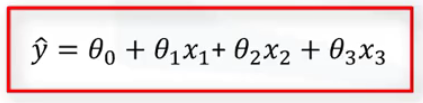 ŷ = θ₀ + θ₁x₁+ θ₂x₂ + θ₃x₃